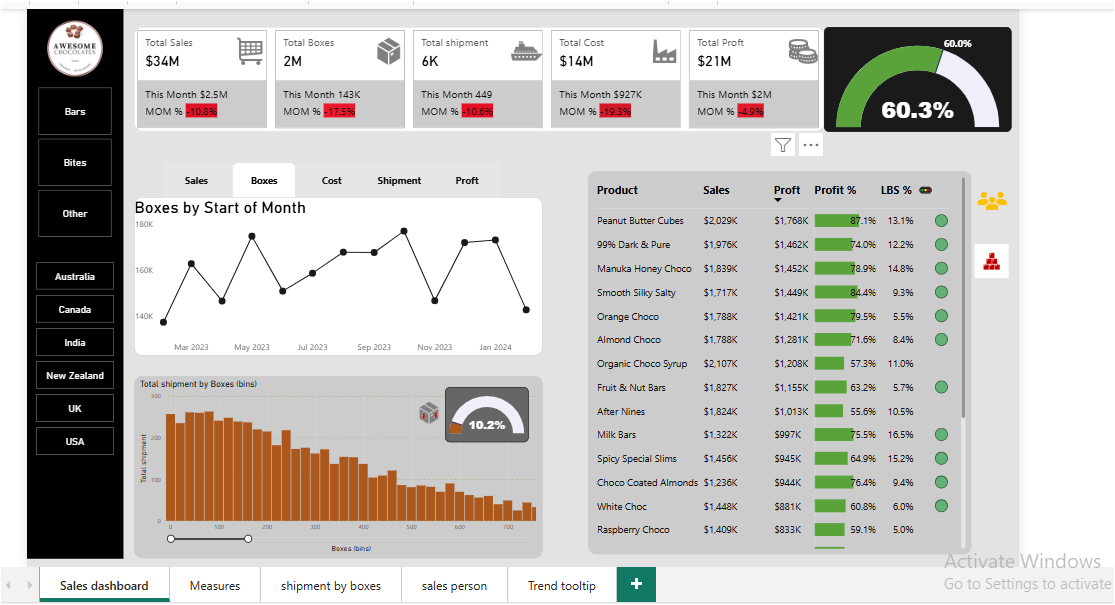 AWESOME
CHOCOLATES
Bars
Bites
Other
Australia
Canada
India
New Zealand
UK
USA
Total Sales
$34M
This Month $2.5M
MOM % -10.8%
Total Boxes
2M
This Month 143K
MOM % -17.5%
Total shipment
6K
This Month 449
MOM % -10.6%
Total Cost
$14M
This Month $927K
MOM % -19.3%
Total Proft
$21M
This Month $2M
MOM % -4.9%
60.0%
60.3%
Sales Boxes Cost Shipment Proft
Boxes by Start of Month
180K
160K
140K
Mar 2023 May 2023 Jul 2023 Sep 2023 Nov 2023 Jan 2024
Total shipment by Boxes (bins)
Total shipment
300
200
100
0
10.2%
0 100 200 300 400 500 600 700
Boxes (bins)
Product Sales Proft Profit % LBS %
Peanut Butter Cubes $2,029K $1,768K 87.1% 13.1%
99% Dark & Pure $1,976K $1,462K 74.0% 12.2%
Manuka Honey Choco $1,839K $1,452K 78.9% 14.8%
Smooth Silky Salty $1,717K $1,449K 84.4% 9.3%
Orange Choco $1,788K $1,421K 79.5% 5.5%
Almond Choco $1,788K $1,281K 71.6% 8.4%
Organic Choco Syrup $2,107K $1,208K 57.3% 11.0%
Fruit & Nut Bars $1,827K $1,155K 63.2% 5.7%
After Nines $1,824K $1,013K 55.6% 10.5%
Milk Bars $1,322K $997K 75.5% 16.5%
Spicy Special Slims $1,456K $945K 64.9% 15.2%
Choco Coated Almonds $1,236K $944K 76.4% 9.4%
White Choc $1,448K $881K 60.8% 6.0%
Raspberry Choco $1,409K $833K 59.1% 5.0%
Activate Windows
Go to Settings to activate
Sales dashboard Measures shipment by boxes sales person Trend tooltip +